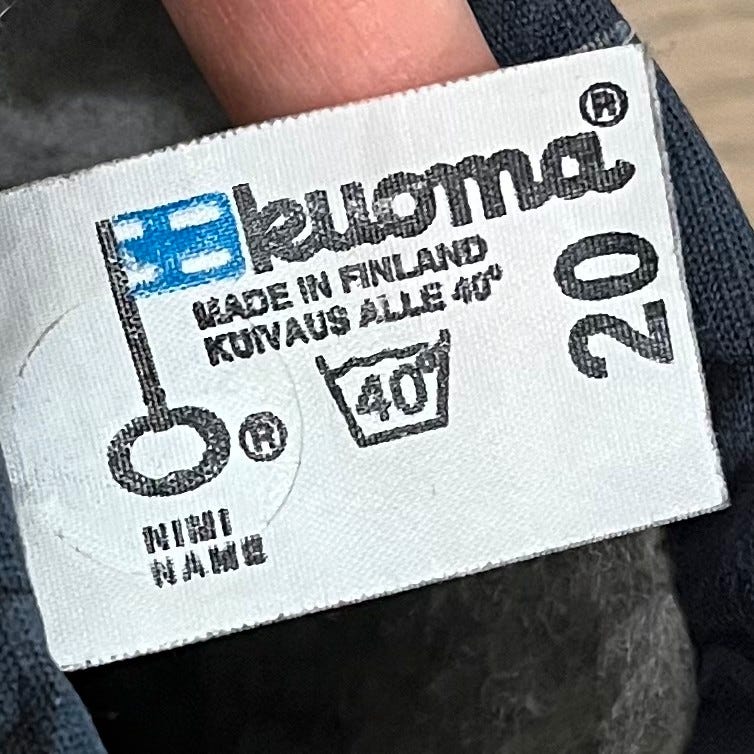 kuoma®
MADE IN FINLAND
KUIVAUS ALLE 40°
40°
20
®
NIMI
NAME